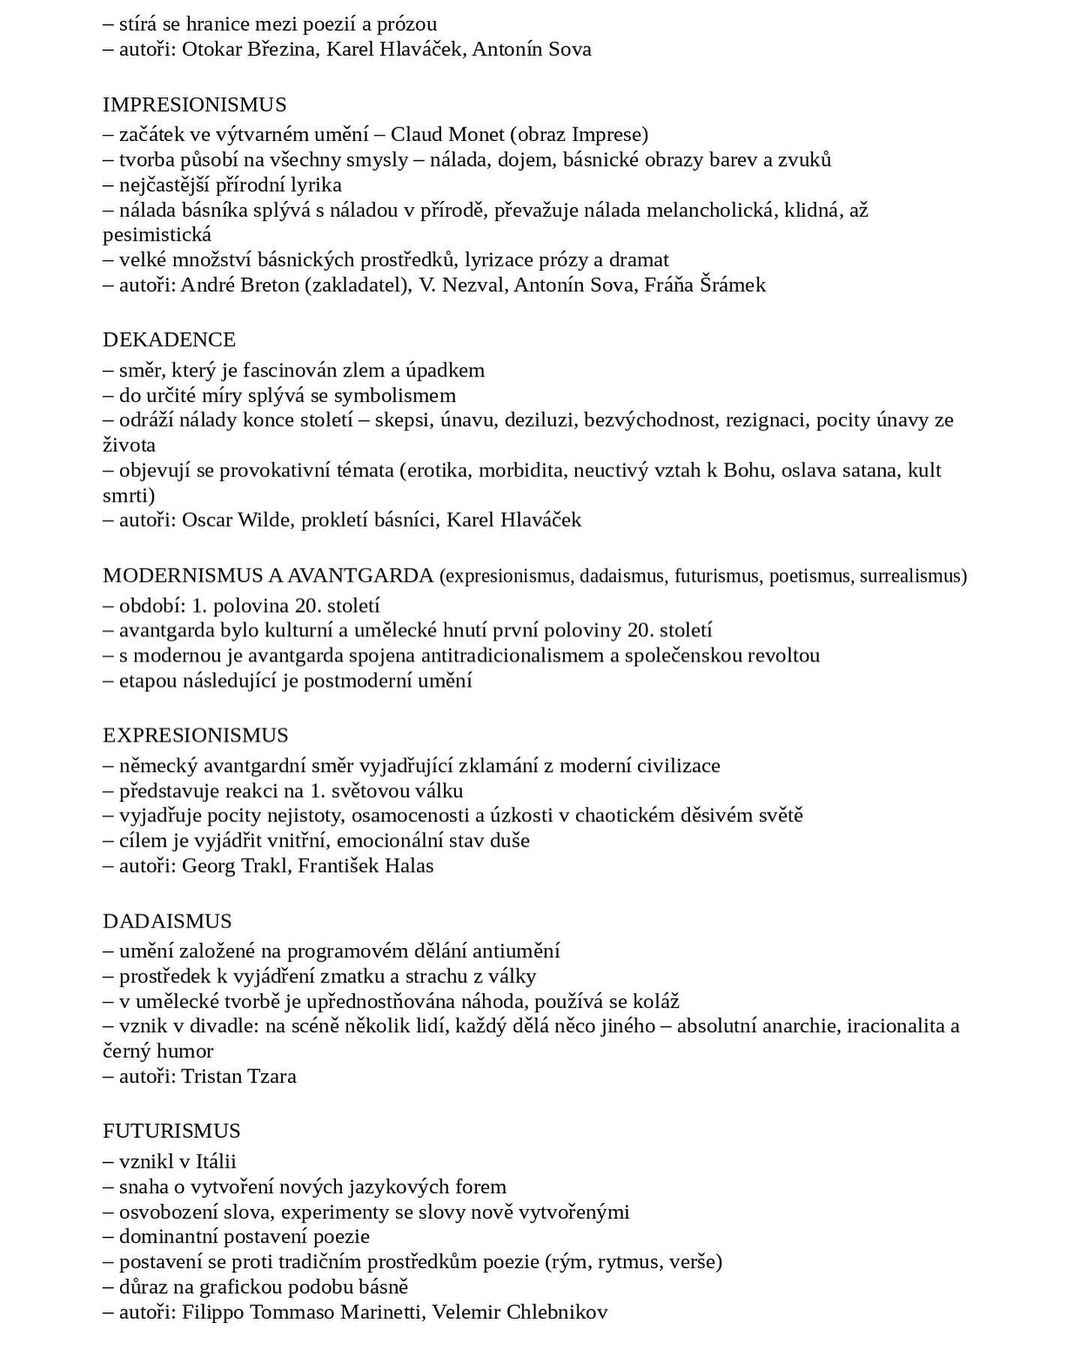 – stírá se hranice mezi poezií a prózou
– autoři: Otokar Březina, Karel Hlaváček, Antonín Sova
IMPRESIONISMUS
– začátek ve výtvarném umění – Claud Monet (obraz Imprese)
– tvorba působí na všechny smysly – nálada, dojem, básnické obrazy barev a zvuků
– nejčastější přírodní lyrika
– nálada básníka splývá s náladou v přírodě, převažuje nálada melancholická, klidná, až
pesimistická
– velké množství básnických prostředků, lyrizace prózy a dramat
– autoři: André Breton (zakladatel), V. Nezval, Antonín Sova, Fráňa Šrámek
DEKADENCE
– směr, který je fascinován zlem a úpadkem
– do určité míry splývá se symbolismem
– odráží nálady konce století – skepsi, únavu, deziluzi, bezvýchodnost, rezignaci, pocity únavy ze
života
– objevují se provokativní témata (erotika, morbidita, neuctivý vztah k Bohu, oslava satana, kult
smrti)
– autoři: Oscar Wilde, prokletí básníci, Karel Hlaváček
MODERNISMUS A AVANTGARDA (expresionismus, dadaismus, futurismus, poetismus, surrealismus)
– období: 1. polovina 20. století
– avantgarda bylo kulturní a umělecké hnutí první poloviny 20. století
– s modernou je avantgarda spojena antitradicionalismem a společenskou revoltou
– etapou následující je postmoderní umění
EXPRESIONISMUS
– německý avantgardní směr vyjadřující zklamání z moderní civilizace
– představuje reakci na 1. světovou válku
– vyjadřuje pocity nejistoty, osamocenosti a úzkosti v chaotickém děsivém světě
– cílem je vyjádřit vnitřní, emocionální stav duše
– autoři: Georg Trakl, František Halas
DADAISMUS
– umění založené na programovém dělání antiumění
– prostředek k vyjádření zmatku a strachu z války
– v umělecké tvorbě je upřednostňována náhoda, používá se koláž
– vznik v divadle: na scéně několik lidí, každý dělá něco jiného – absolutní anarchie, iracionalita a
černý humor
– autoři: Tristan Tzara
FUTURISMUS
– vznikl v Itálii
– snaha o vytvoření nových jazykových forem
– osvobození slova, experimenty se slovy nově vytvořenými
– dominantní postavení poezie
– postavení se proti tradičním prostředkům poezie (rým, rytmus, verše)
– důraz na grafickou podobu básně
– autoři: Filippo Tommaso Marinetti, Velemir Chlebnikov